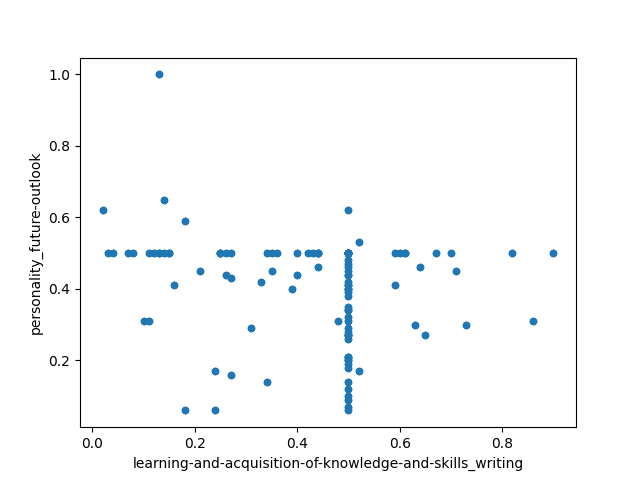 1.0
0.8
0.6
0.4
0.2
personality_future-outlook
0.0 0.2 0.4 0.6 0.8
learning-and-acquisition-of-knowledge-and-skills_writing